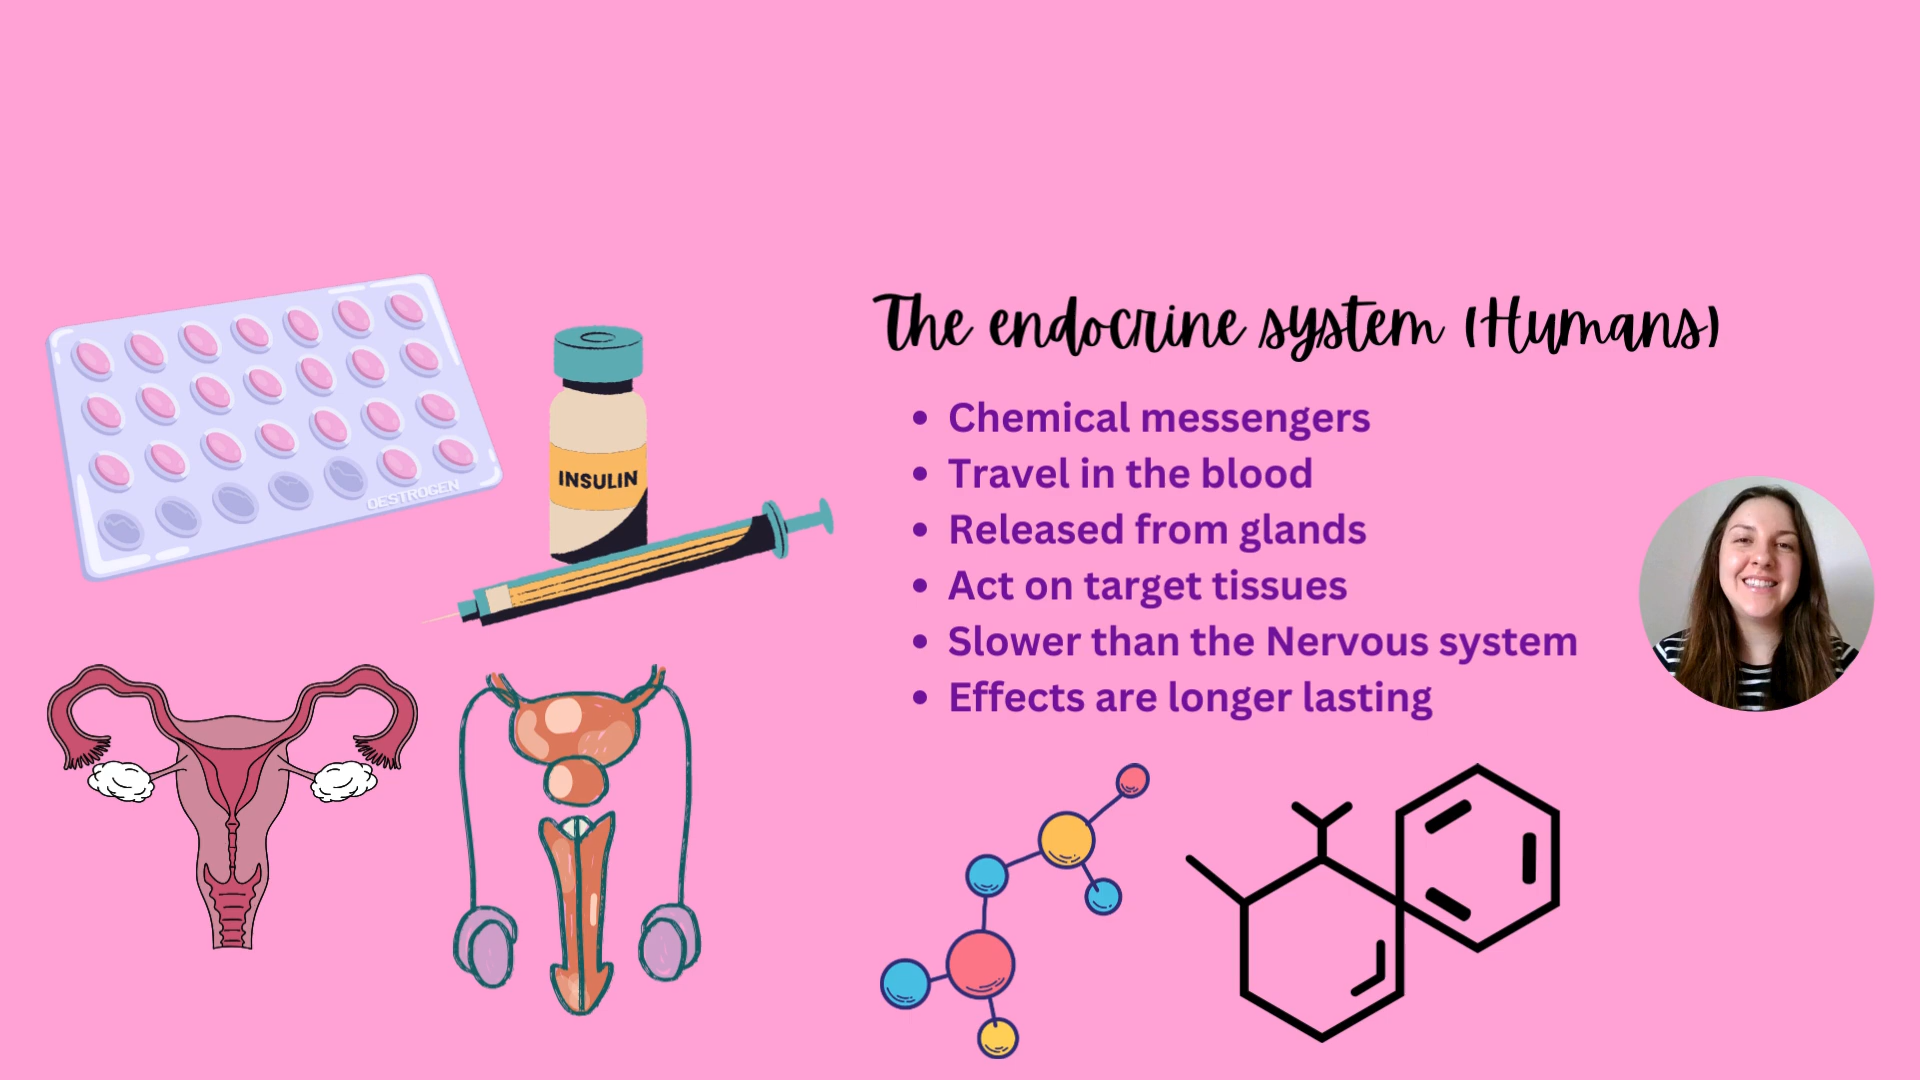 The endocrine system (Humans)
Chemical messengers
Travel in the blood
Released from glands
Act on target tissues
Slower than the Nervous system
Effects are longer lasting
OESTROGEN
INSULIN